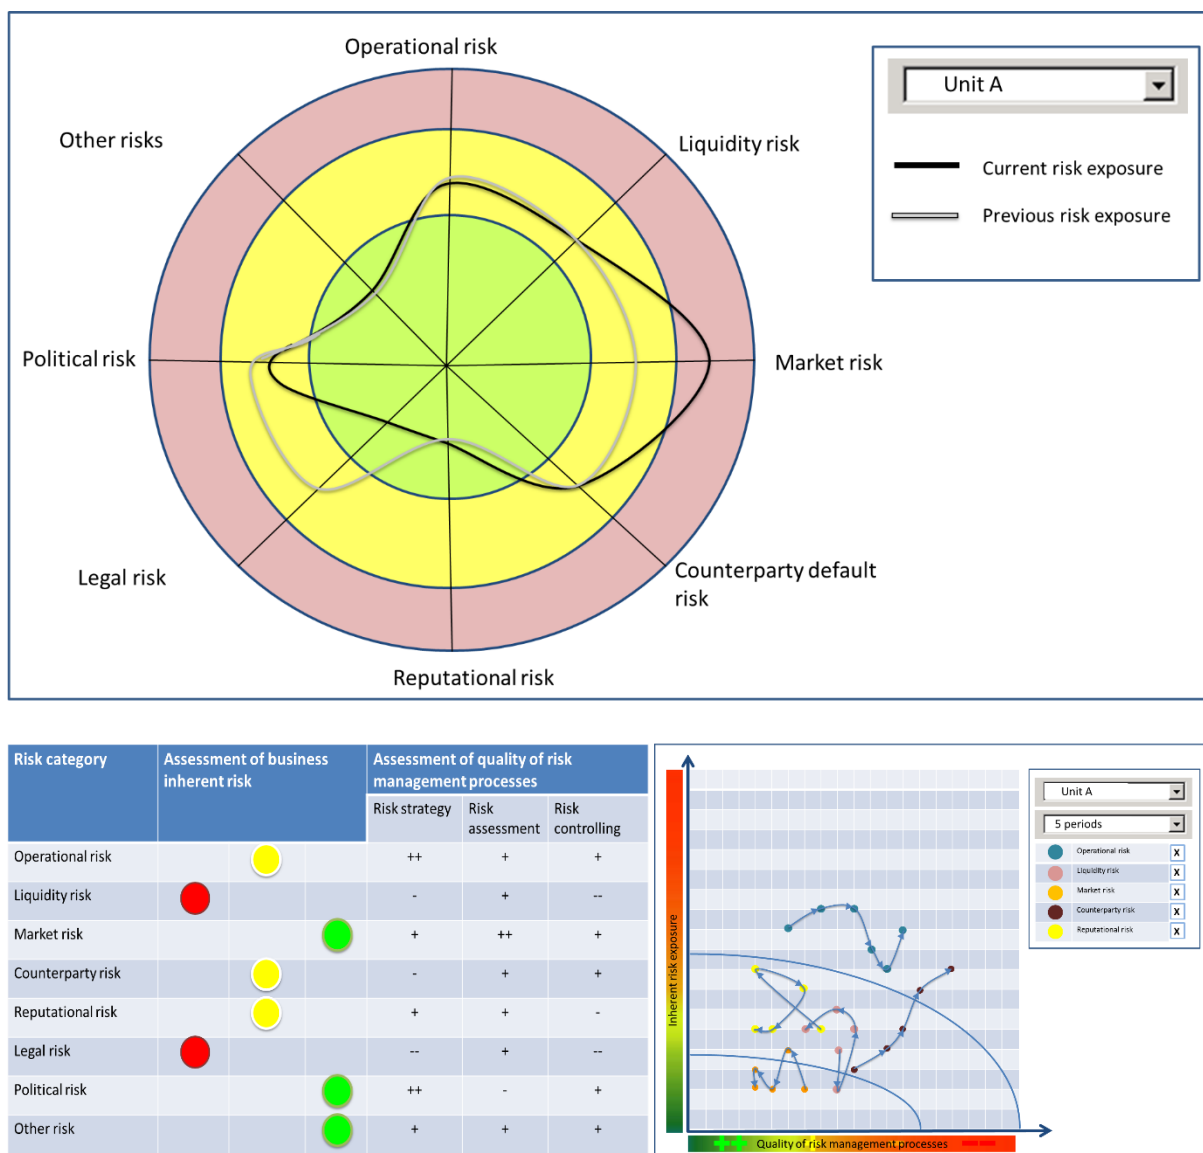 Operational risk
Other risks
Liquidity risk
Political risk
Market risk
Legal risk
Counterparty default
risk
Reputational risk
Unit A
Current risk exposure
Previous risk exposure
Risk category
Assessment of business
inherent risk
Assessment of quality of risk
management processes
Risk strategy
Risk
assessment
Risk
controlling
Operational risk ++ + +
Liquidity risk - + --
Market risk + ++ +
Counterparty risk - + +
Reputational risk + + -
Legal risk -- + --
Political risk ++ - +
Other risk + + +
Inherent risk exposure
++ Quality of risk management processes --
Unit A
5 periods
Operational risk X
Liquidity risk X
Market risk X
Counterparty risk X
Reputational risk X